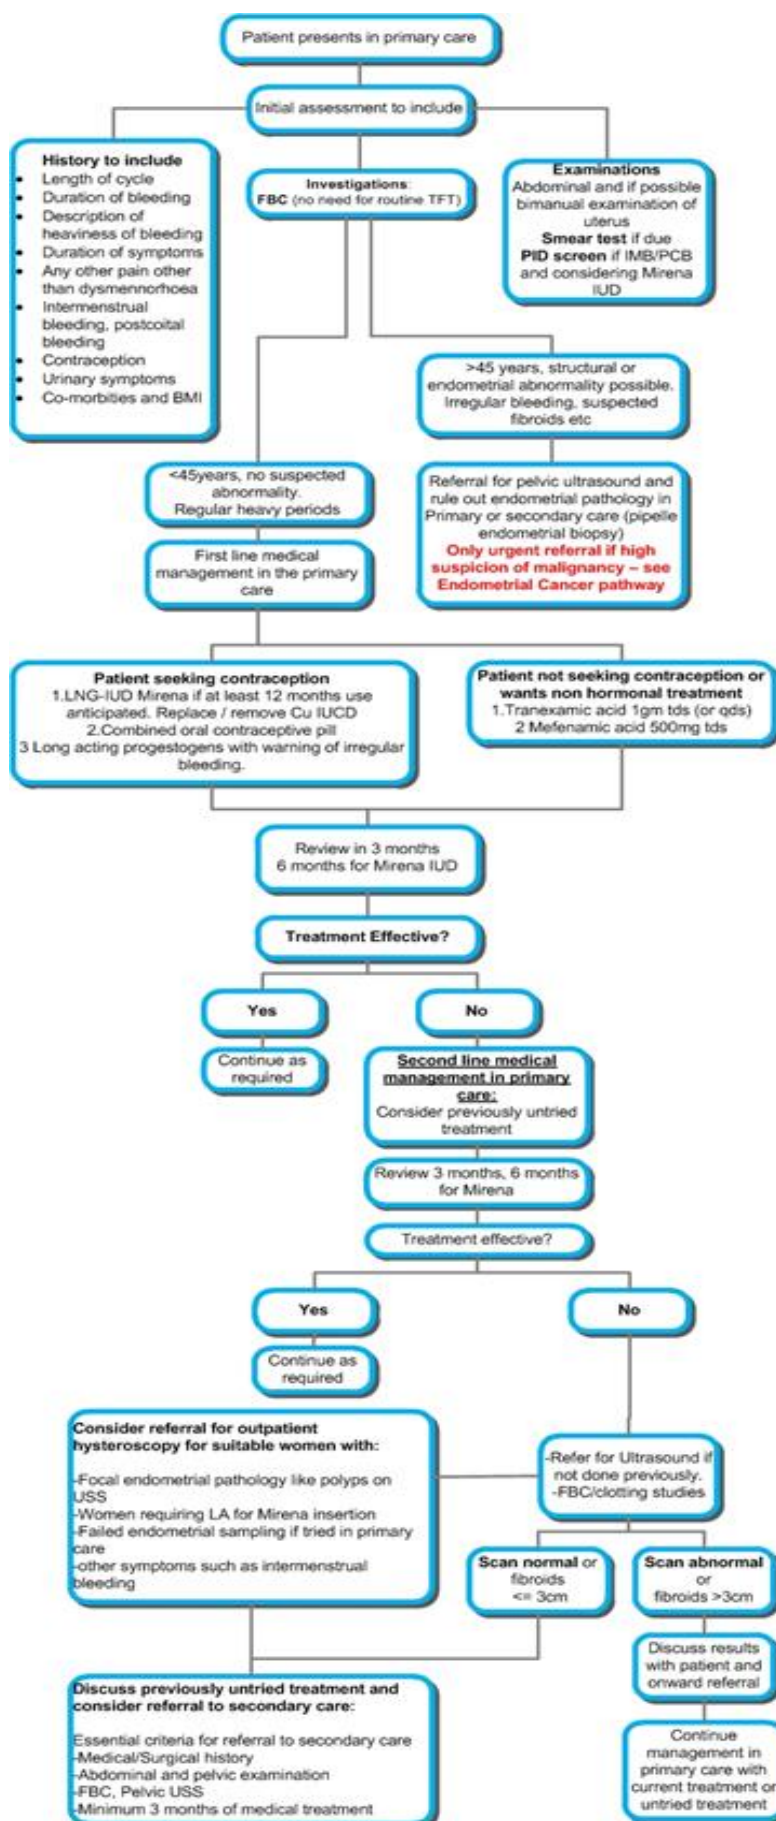 Patient presents in primary care
Initial assessment to include
History to include
• Length of cycle
• Duration of bleeding
• Description of
heaviness of bleeding
• Duration of symptoms
• Any other pain other
than dysmennorhoea
• Intermenstrual
bleeding, postcoital
bleeding
• Contraception
• Urinary symptoms
• Co-morbities and BMI
Investigations:
FBC (no need for routine TFT)
Examinations
Abdominal and if possible
bimanual examination of
uterus
Smear test if due
PID screen if IMB/PCB
and considering Mirena
IUD
>45 years, structural or
endometrial abnormality possible.
Irregular bleeding, suspected
fibroids etc
<45years, no suspected
abnormality.
Regular heavy periods
Referral for pelvic ultrasound and
rule out endometrial pathology in
Primary or secondary care (pipelle
endometrial biopsy)
Only urgent referral if high
suspicion of malignancy – see
Endometrial Cancer pathway
First line medical
management in the primary
care
Patient seeking contraception
1.LNG-IUD Mirena if at least 12 months use
anticipated. Replace / remove Cu IUCD
2.Combined oral contraceptive pill
3 Long acting progestogens with warning of irregular
bleeding.
Patient not seeking contraception or
wants non hormonal treatment
1.Tranexamic acid 1gm tds (or qds)
2 Mefenamic acid 500mg tds
Review in 3 months
6 months for Mirena IUD
Treatment Effective?
Yes
No
Continue as
required
Second line medical
management in primary
care:
Consider previously untried
treatment
Review 3 months, 6 months
for Mirena
Treatment effective?
Yes
No
Continue as
required
Consider referral for outpatient
hysteroscopy for suitable women with:
-Focal endometrial pathology like polyps on
USS
-Women requiring LA for Mirena insertion
-Failed endometrial sampling if tried in primary
care
-other symptoms such as intermenstrual
bleeding
-Refer for Ultrasound if
not done previously.
-FBC/clotting studies
Scan normal or
fibroids
<= 3cm
Scan abnormal
or
fibroids >3cm
Discuss results
with patient and
onward referral
Discuss previously untried treatment and
consider referral to secondary care:
Essential criteria for referral to secondary care
-Medical/Surgical history
-Abdominal and pelvic examination
-FBC, Pelvic USS
-Minimum 3 months of medical treatment
Continue
management in
primary care with
current treatment or
untried treatment